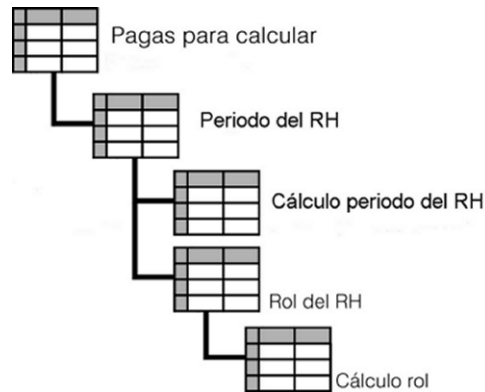 Pagas para calcular
Periodo del RH
Cálculo periodo del RH
Rol del RH
Cálculo rol